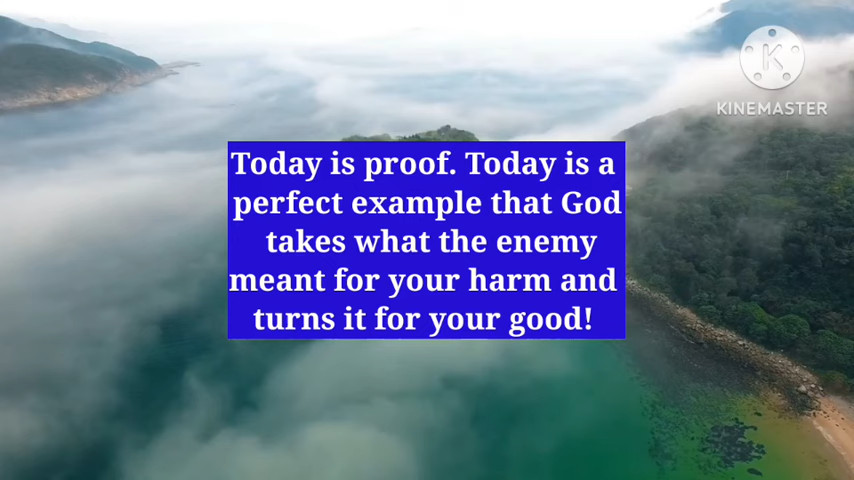 KINEMASTER
Today is proof. Today is a
perfect example that God
takes what the enemy
meant for your harm and
turns it for your good!